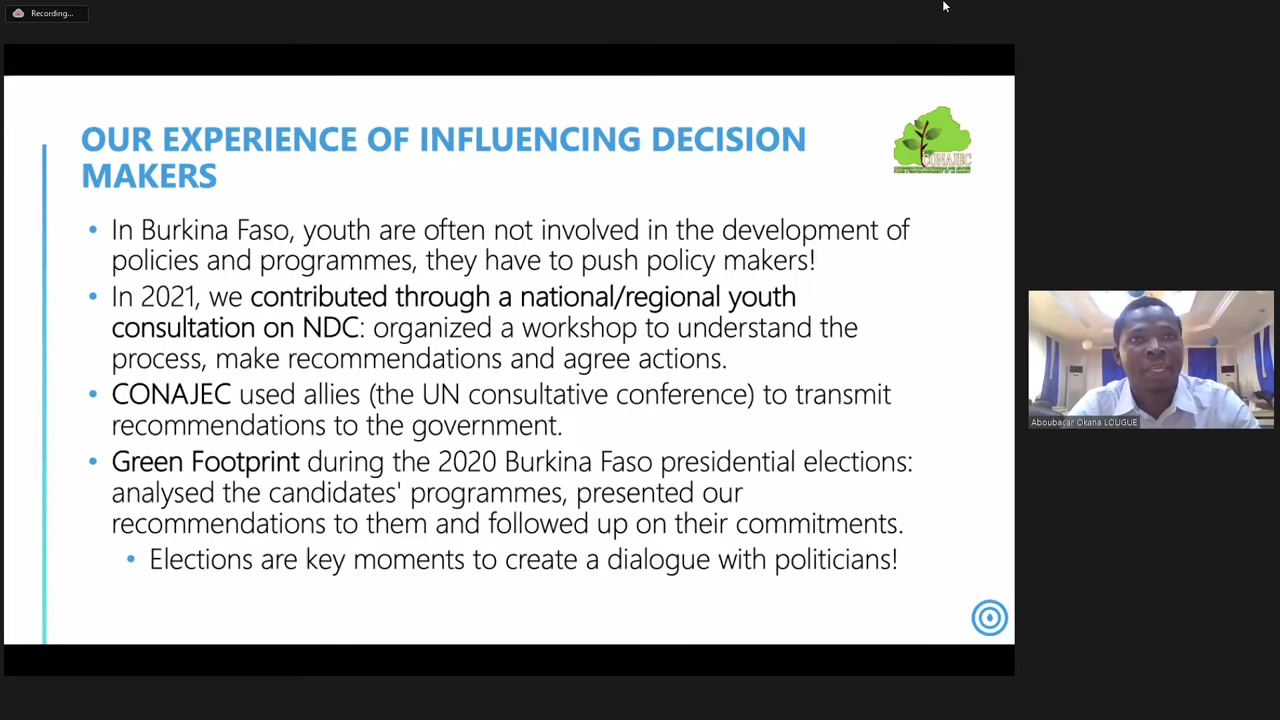 Recording...
OUR EXPERIENCE OF INFLUENCING DECISION
MAKERS
CONAJEC
• In Burkina Faso, youth are often not involved in the development of
policies and programmes, they have to push policy makers!
• In 2021, we contributed through a national/regional youth
consultation on NDC: organized a workshop to understand the
process, make recommendations and agree actions.
• CONAJEC used allies (the UN consultative conference) to transmit
recommendations to the government.
• Green Footprint during the 2020 Burkina Faso presidential elections:
analysed the candidates' programmes, presented our
recommendations to them and followed up on their commitments.
• Elections are key moments to create a dialogue with politicians!
Aboubacar Okana LOUGUE